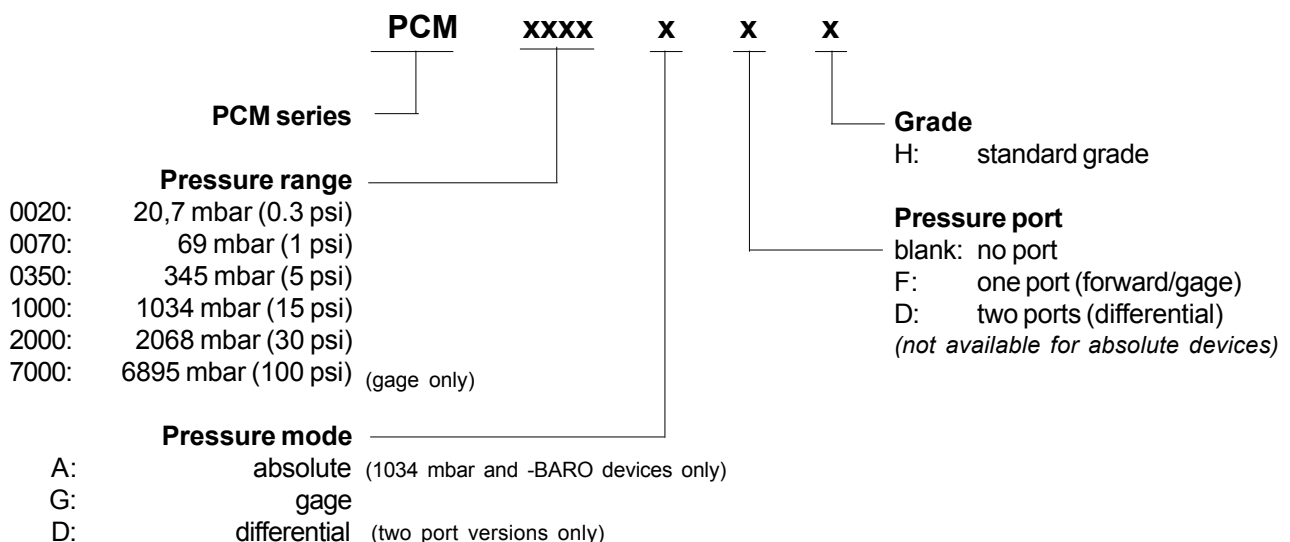 PCM xxxx x x x
PCM series
Pressure range
0020: 20,7 mbar (0.3 psi)
0070: 69 mbar (1 psi)
0350: 345 mbar (5 psi)
1000: 1034 mbar (15 psi)
2000: 2068 mbar (30 psi)
7000: 6895 mbar (100 psi) (gage only)
Pressure mode
A: absolute (1034 mbar and -BARO devices only)
G: gage
D: differential (two port versions only)
Grade
H: standard grade
Pressure port
blank: no port
F: one port (forward/gage)
D: two ports (differential)
(not available for absolute devices)